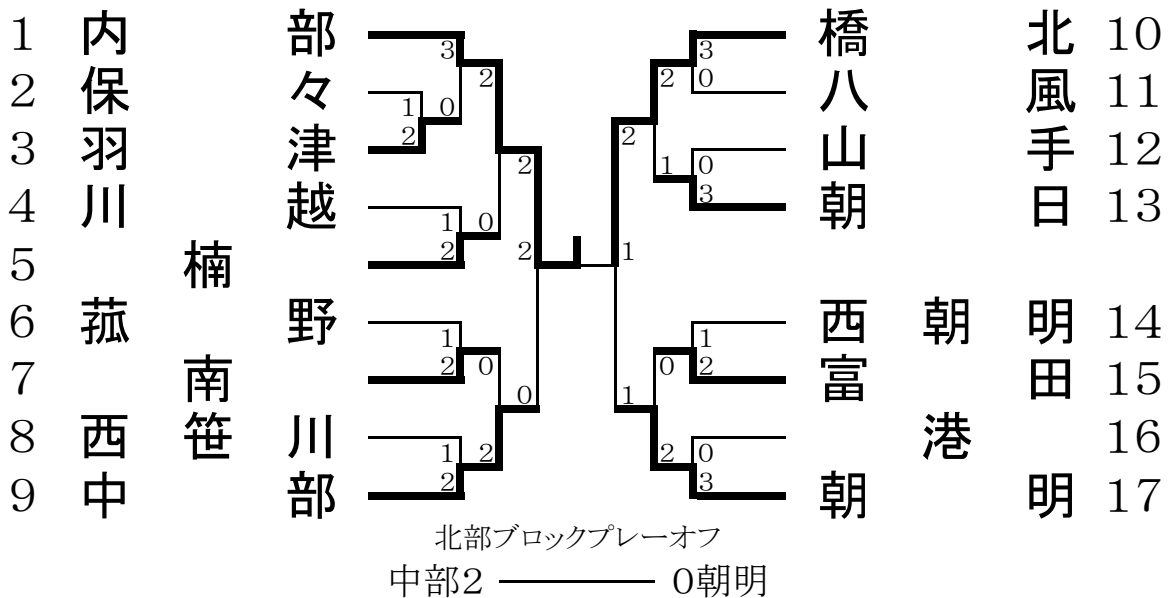 1 内部 3 3 橋北 10
2 2
2 保々 1 0 0 八風 11
2 2
3 羽津 2 1 0 山手 12
4 川越 1 0 3 朝日 13
5 楠 2 2 1
6 菰野 1 1 西朝明 14
7 南 2 0 0 2 富田 15
0 1
8 西笹川 1 2 2 0 港 16
9 中部 2 3 朝明 17
北部ブロックプレーオフ
中部2 ── 0朝明